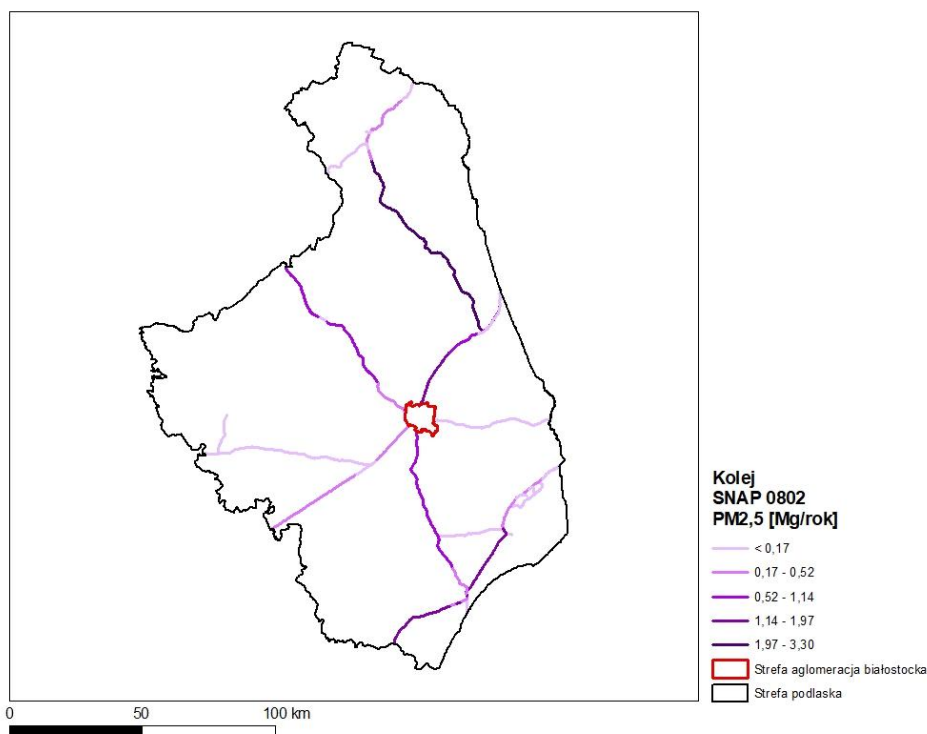 Kolej
SNAP 0802
PM2,5 [Mg/rok]
< 0,17
0,17 - 0,52
0,52 - 1,14
1,14 - 1,97
1,97 - 3,30
Strefa aglomeracja białostocka
Strefa podlaska
0 50 100 km